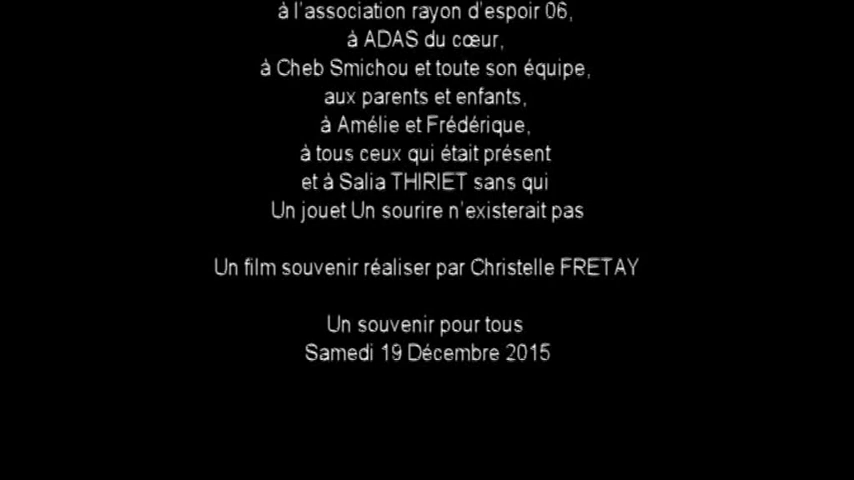 à l'association rayon d'espoir 06,
à ADAS du cœur,
à Cheb Smichou et toute son équipe,
aux parents et enfants,
à Amélie et Frédérique,
à tous ceux qui était présent
et à Salia THIRIET sans qui
Un jouet Un sourire n'existerait pas
Un film souvenir réaliser par Christelle FRETAY
Un souvenir pour tous
Samedi 19 Décembre 2015